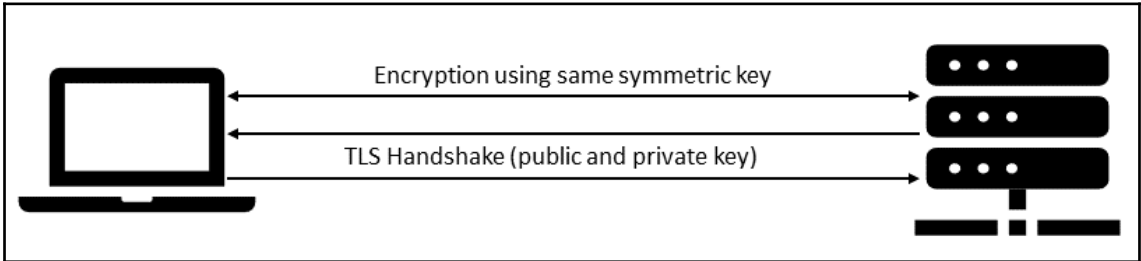 Encryption using same symmetric key
TLS Handshake (public and private key)